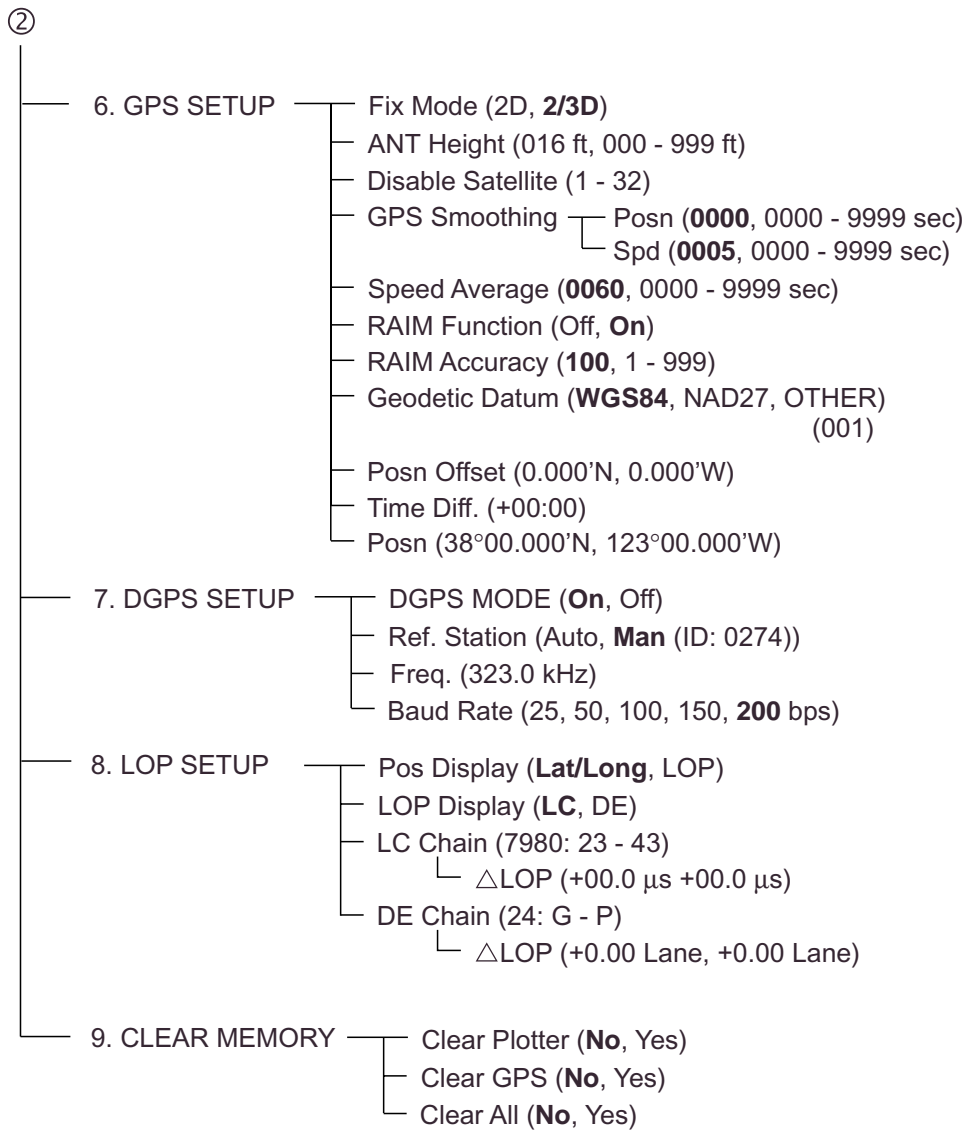 ②
6. GPS SETUP
Fix Mode (2D, 2/3D)
ANT Height (016 ft, 000 - 999 ft)
Disable Satellite (1 - 32)
GPS Smoothing
Posn (0000, 0000 - 9999 sec)
Spd (0005, 0000 - 9999 sec)
Speed Average (0060, 0000 - 9999 sec)
RAIM Function (Off, On)
RAIM Accuracy (100, 1 - 999)
Geodetic Datum (WGS84, NAD27, OTHER)
(001)
Posn Offset (0.000’N, 0.000’W)
Time Diff. (+00:00)
Posn (38°00.000’N, 123°00.000’W)
7. DGPS SETUP
DGPS MODE (On, Off)
Ref. Station (Auto, Man (ID: 0274))
Freq. (323.0 kHz)
Baud Rate (25, 50, 100, 150, 200 bps)
8. LOP SETUP
Pos Display (Lat/Long, LOP)
LOP Display (LC, DE)
LC Chain (7980: 23 - 43)
△LOP (+00.0 µs +00.0 µs)
DE Chain (24: G - P)
△LOP (+0.00 Lane, +0.00 Lane)
9. CLEAR MEMORY
Clear Plotter (No, Yes)
Clear GPS (No, Yes)
Clear All (No, Yes)